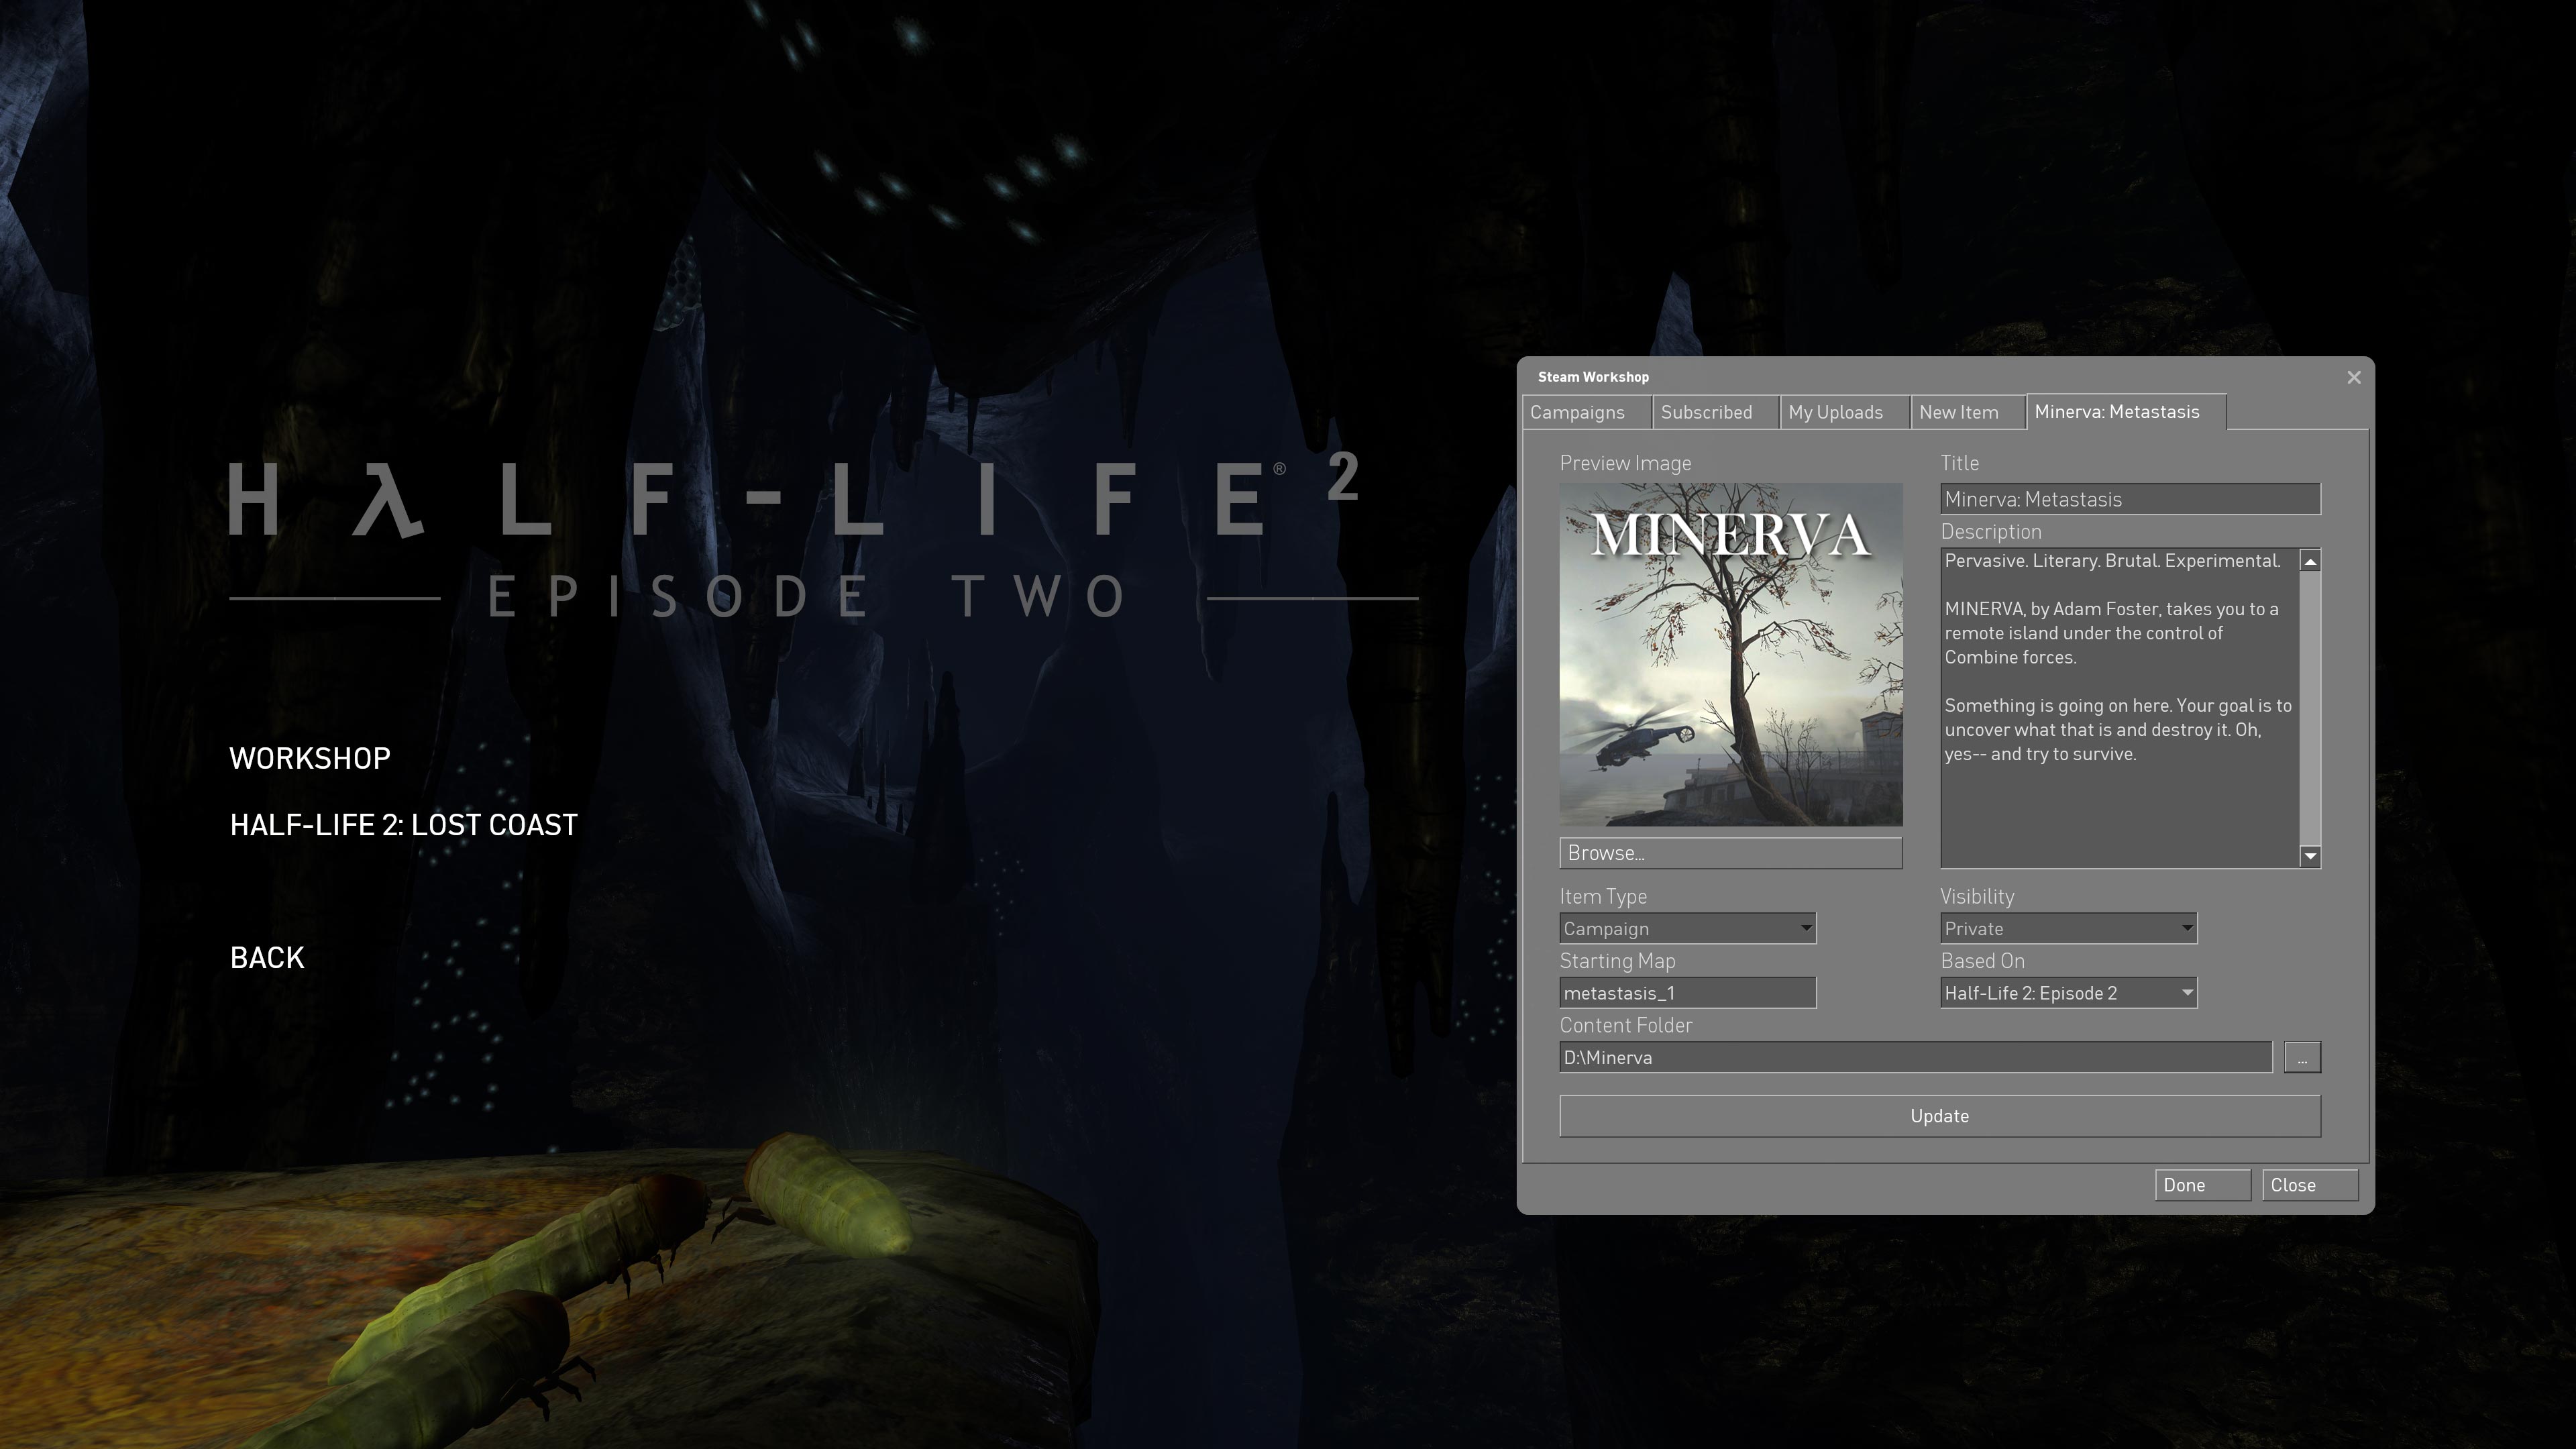 HλLF-LIFE® 2
EPISODE TWO
WORKSHOP
HALF-LIFE 2: LOST COAST
BACK
Steam Workshop
Campaigns
Subscribed
My Uploads
New Item
Minerva: Metastasis
Preview Image
MINERVA
Browse...
Title
Minerva: Metastasis
Description
Pervasive. Literary. Brutal. Experimental.
MINERVA, by Adam Foster, takes you to a
remote island under the control of
Combine forces.
Something is going on here. Your goal is to
uncover what that is and destroy it. Oh,
yes-- and try to survive.
Item Type
Campaign
Visibility
Private
Starting Map
metastasis_1
Based On
Half-Life 2: Episode 2
Content Folder
D:\Minerva
...
Update
Done
Close